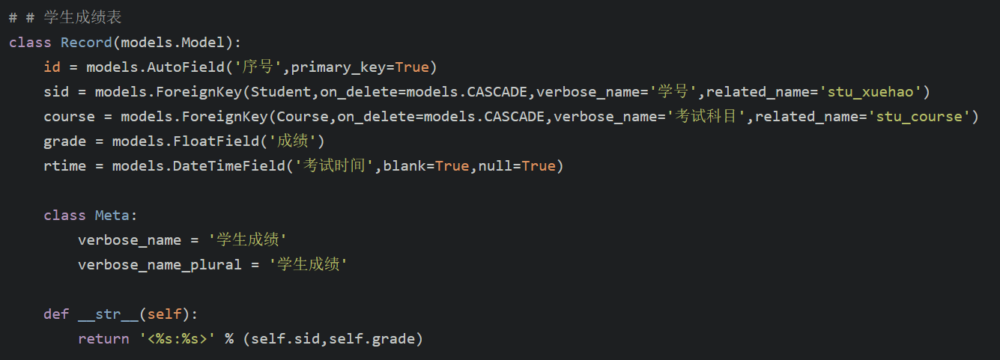 # # 学生成绩表
class Record(models.Model):
    id = models.AutoField('序号',primary_key=True)
    sid = models.ForeignKey(Student,on_delete=models.CASCADE,verbose_name='学号',related_name='stu_xuehao')
    course = models.ForeignKey(Course,on_delete=models.CASCADE,verbose_name='考试科目',related_name='stu_course')
    grade = models.FloatField('成绩')
    rtime = models.DateTimeField('考试时间',blank=True,null=True)
    class Meta:
        verbose_name = '学生成绩'
        verbose_name_plural = '学生成绩'
    def __str__(self):
        return '<%s:%s>' % (self.sid,self.grade)